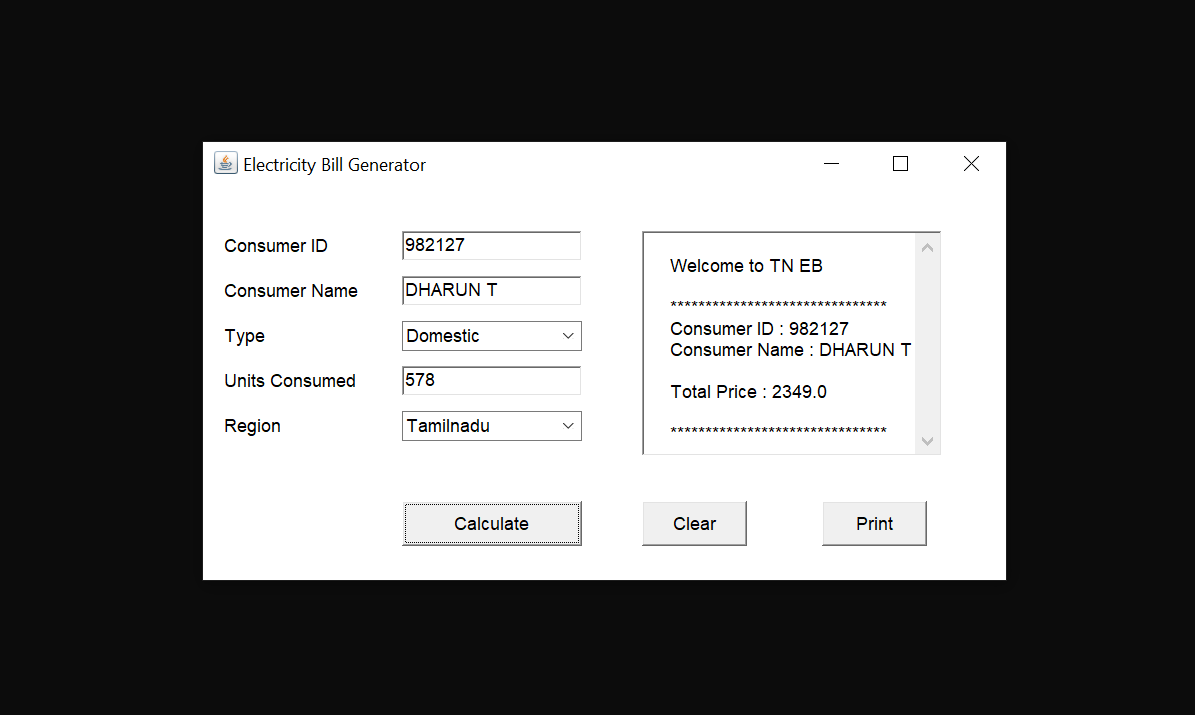 Electricity Bill Generator
Consumer ID
982127
Consumer Name
DHARUN T
Type
Domestic
Units Consumed
578
Region
Tamilnadu
Welcome to TN EB
*******************************
Consumer ID : 982127
Consumer Name : DHARUN T
Total Price : 2349.0
*******************************
Calculate
Clear
Print